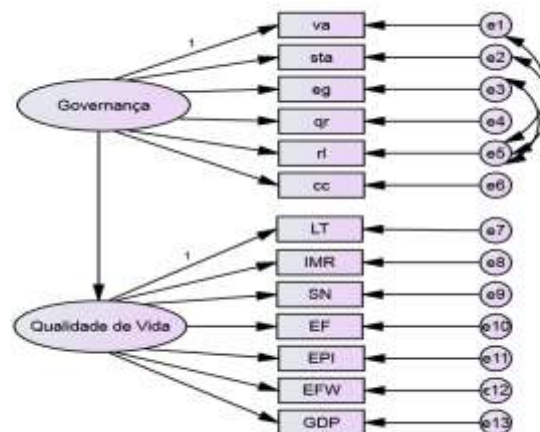 1
va
e1
sta
e2
eg
e3
Governança
qr
e4
rl
e5
cc
e6
1
LT
e7
IMR
e8
SN
e9
Qualidade de Vida
EF
e10
EPI
e11
EFW
e12
GDP
e13